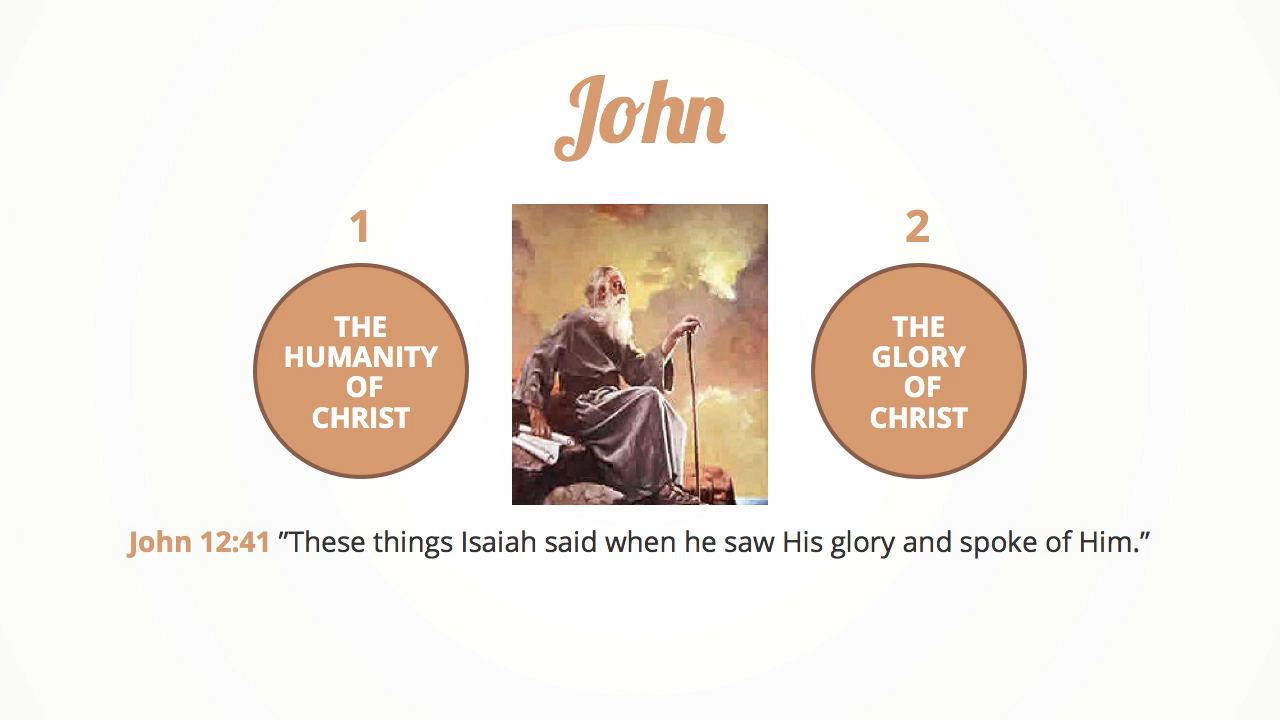 John
1
THE
HUMANITY
OF
CHRIST
2
THE
GLORY
OF
CHRIST
John 12:41 ”These things Isaiah said when he saw His glory and spoke of Him.”